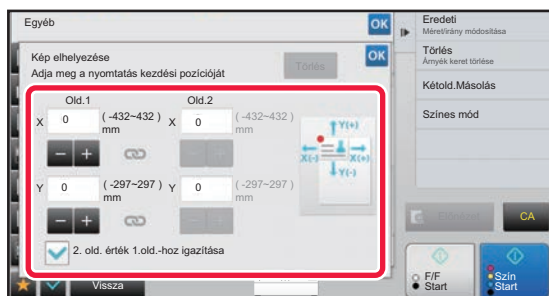 Egyéb
OK
Kép elhelyezése
Adja meg a nyomtatás kezdési pozícióját
Törlés
OK
Old.1
Old.2
X 0 (-432~432) mm
X 0 (-432~432) mm
− +
− +
Y(+)
X(-)
X(+)
Y(-)
Y 0 (-297~297) mm
Y 0 (-297~297) mm
− +
− +
2. old. érték 1.old.-hoz igazítása
Vissza
Eredeti
Méret/irány módosítása
Törlés
Árnyék keret törlése
Kétold.Másolás
Színes mód
Előnézet
CA
F/F
Start
Szín
Start